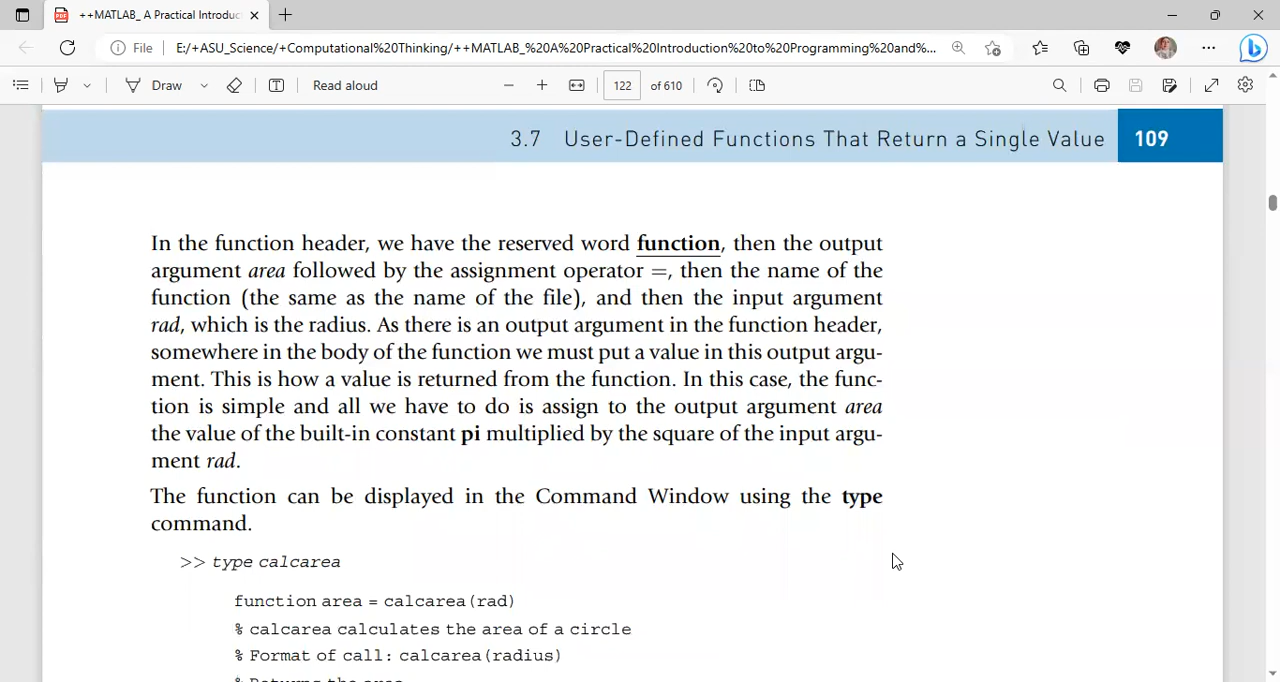 ++MATLAB_ A Practical Introduc
File
E:/+ASU_Science/+Computational%20Thinking/++MATLAB_%20A%20Practical%20Introduction%20to%20Programming%20and%...
Draw
Read aloud
122
of 610
3.7 User-Defined Functions That Return a Single Value
109
In the function header, we have the reserved word function, then the output
argument area followed by the assignment operator =, then the name of the
function (the same as the name of the file), and then the input argument
rad, which is the radius. As there is an output argument in the function header,
somewhere in the body of the function we must put a value in this output argu-
ment. This is how a value is returned from the function. In this case, the func-
tion is simple and all we have to do is assign to the output argument area
the value of the built-in constant pi multiplied by the square of the input argu-
ment rad.
The function can be displayed in the Command Window using the type
command.
>> type calcarea
function area = calcarea(rad)
% calcarea calculates the area of a circle
% Format of call: calcarea(radius)
% Returns the area